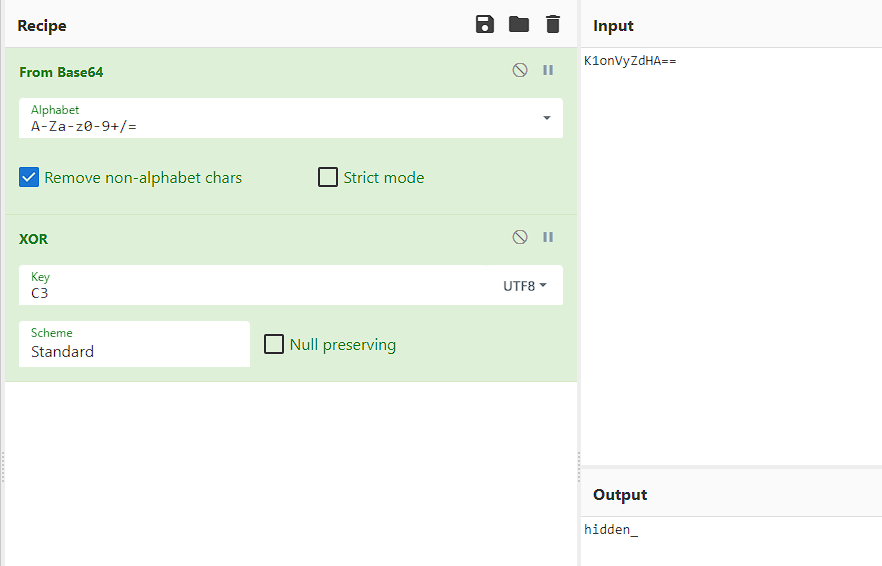 Recipe
From Base64
Alphabet
A-Za-z0-9+/=
Remove non-alphabet chars
Strict mode
XOR
Key
C3
UTF8
Scheme
Standard
Null preserving
Input
K1onVyZdHA==
Output
hidden_